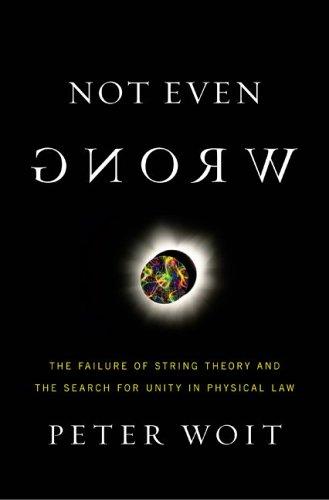 NOT EVEN
WRONG
THE FAILURE OF STRING THEORY AND
THE SEARCH FOR UNITY IN PHYSICAL LAW
PETER WOIT